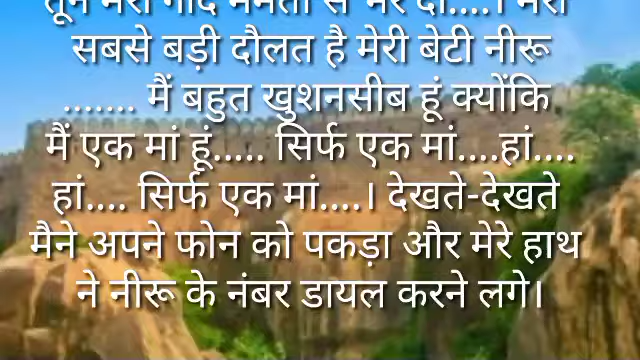 तूने मेरी गोद ममता से भर दी....। मेरी
सबसे बड़ी दौलत है मेरी बेटी नीरू
....... मैं बहुत खुशनसीब हूं क्योंकि
मैं एक मां हूं..... सिर्फ एक मां....हां....
हां.... सिर्फ एक मां....। देखते-देखते
मैने अपने फोन को पकड़ा और मेरे हाथ
ने नीरू के नंबर डायल करने लगे।